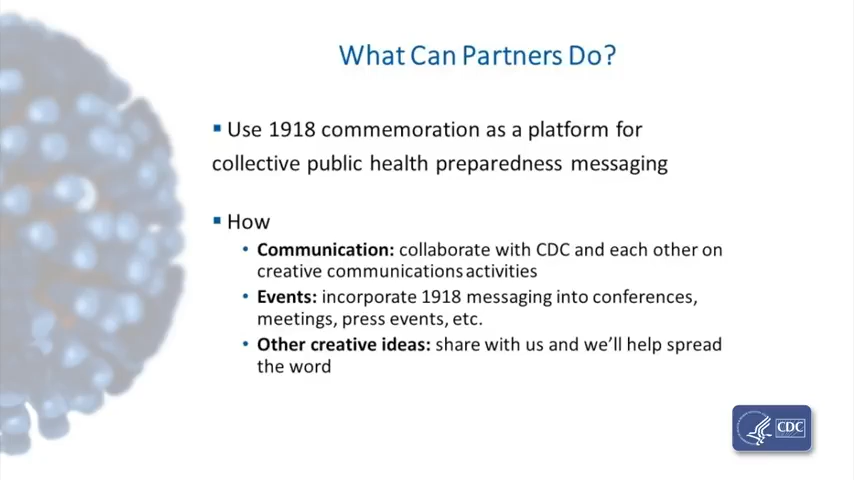 What Can Partners Do?
▪ Use 1918 commemoration as a platform for
collective public health preparedness messaging
▪ How
• Communication: collaborate with CDC and each other on
creative communications activities
• Events: incorporate 1918 messaging into conferences,
meetings, press events, etc.
• Other creative ideas: share with us and we’ll help spread
the word
CDC